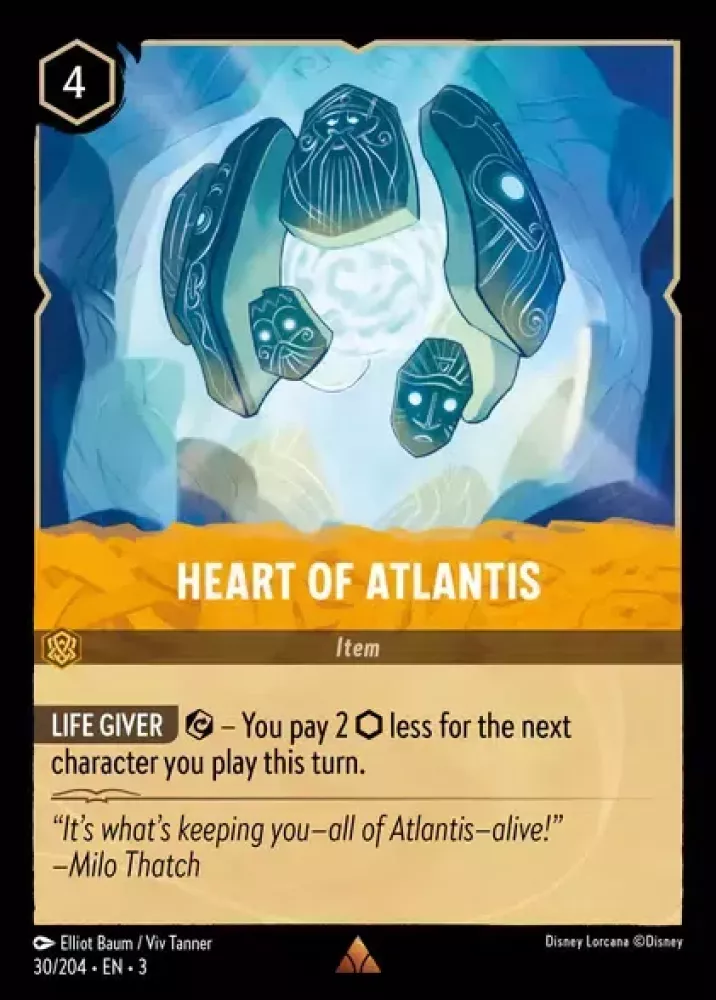 4
HEART OF ATLANTIS
Item
LIFE GIVER – You pay 2 less for the next
character you play this turn.
“It’s what’s keeping you—all of Atlantis—alive!”
—Milo Thatch
Elliot Baum / Viv Tanner
Disney Lorcana ©Disney
30/204 • EN • 3